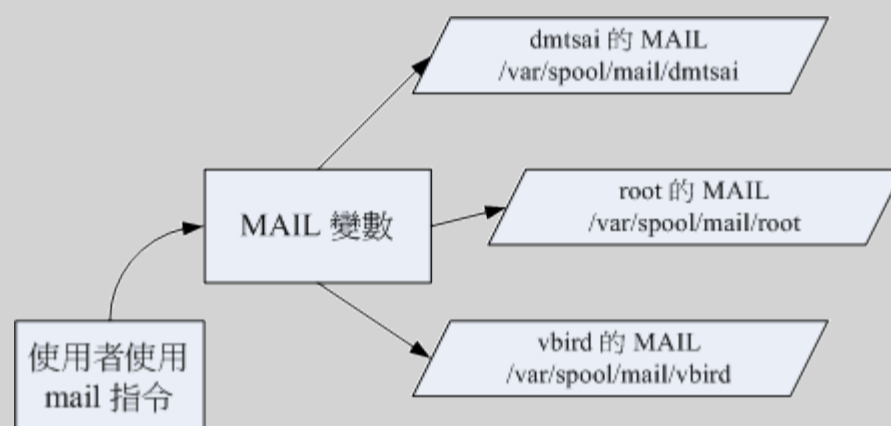 dmtsai 的 MAIL
/var/spool/mail/dmtsai
root 的 MAIL
/var/spool/mail/root
MAIL 變數
vbird 的 MAIL
/var/spool/mail/vbird
使用者使用
mail 指令